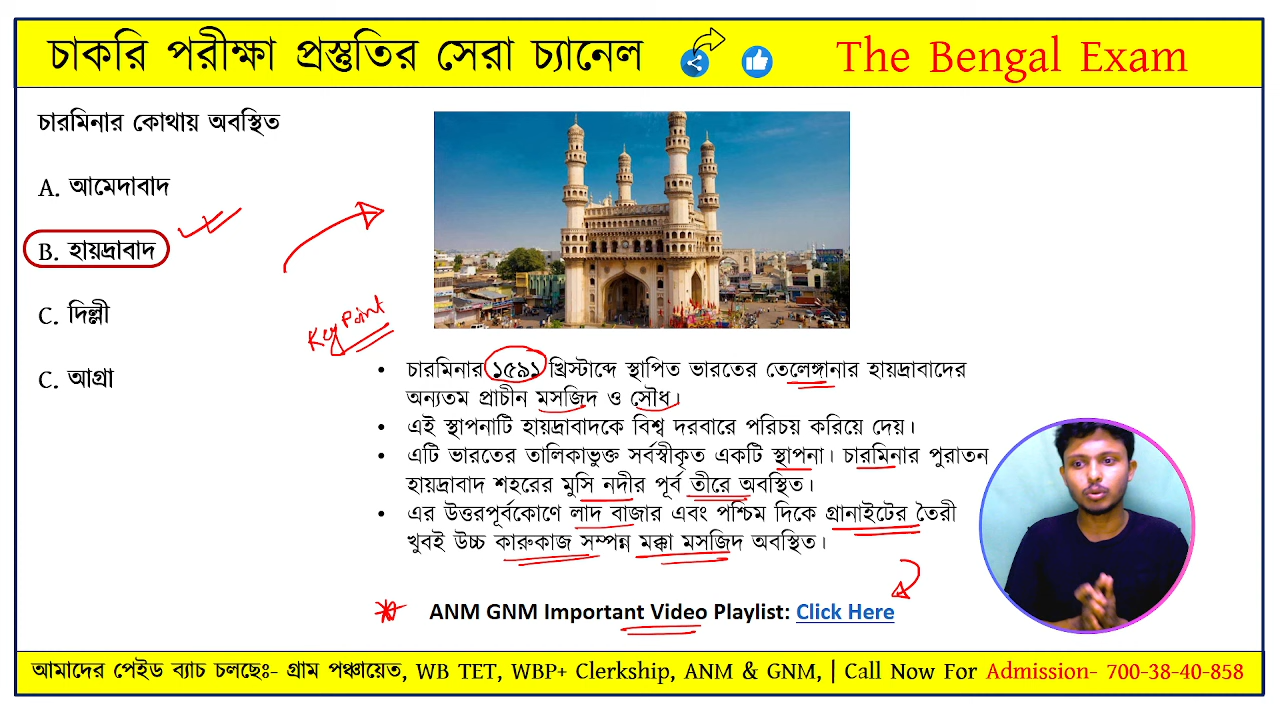 চাকরি পরীক্ষা প্রস্তুতির সেরা চ্যানেল
The Bengal Exam
চারমিনার কোথায় অবস্থিত
A. আমেদাবাদ
B. হায়দ্রাবাদ
C. দিল্লী
C. আগ্রা
Key Point
• চারমিনার ১৫৯১ খ্রিস্টাব্দে স্থাপিত ভারতের তেলেঙ্গানার হায়দ্রাবাদের
অন্যতম প্রাচীন মসজিদ ও সৌধ।
• এই স্থাপনাটি হায়দ্রাবাদকে বিশ্ব দরবারে পরিচয় করিয়ে দেয়।
• এটি ভারতের তালিকাভুক্ত সর্বস্বীকৃত একটি স্থাপনা। চারমিনার পুরাতন
হায়দ্রাবাদ শহরের মুসি নদীর পূর্ব তীরে অবস্থিত।
• এর উত্তরপূর্বকোণে লাদ বাজার এবং পশ্চিম দিকে গ্রানাইটের তৈরী
খুবই উচ্চ কারুকাজ সম্পন্ন মক্কা মসজিদ অবস্থিত।
ANM GNM Important Video Playlist: Click Here
আমাদের পেইড ব্যাচ চলছেঃ- গ্রাম পঞ্চায়েত, WB TET, WBP+ Clerkship, ANM & GNM, | Call Now For Admission- 700-38-40-858